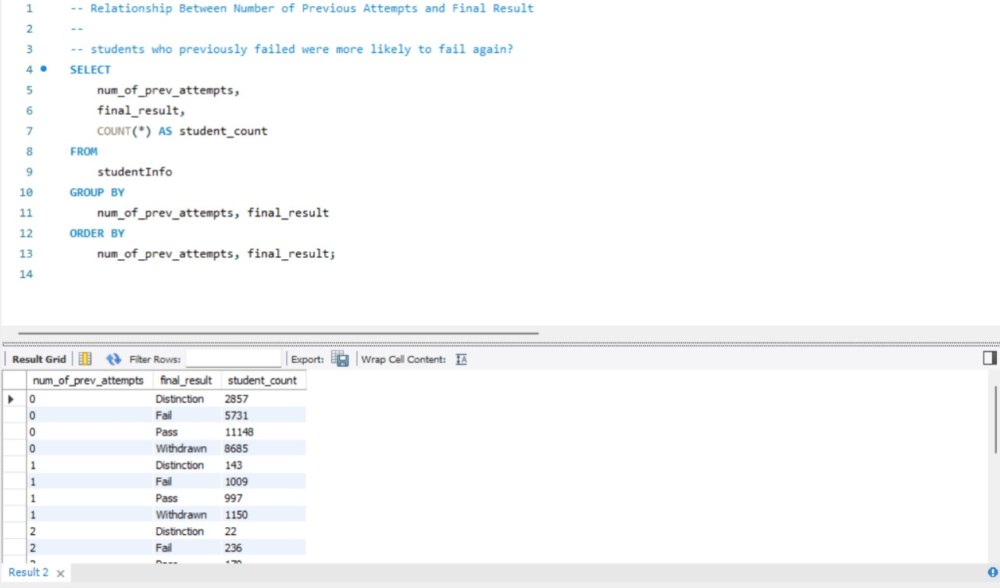 1 -- Relationship Between Number of Previous Attempts and Final Result
2 --
3 -- students who previously failed were more likely to fail again?
4 SELECT
5 num_of_prev_attempts,
6 final_result,
7 COUNT(*) AS student_count
8 FROM
9 studentInfo
10 GROUP BY
11 num_of_prev_attempts, final_result
12 ORDER BY
13 num_of_prev_attempts, final_result;
14
Result Grid Filter Rows: Export: Wrap Cell Content: IA
num_of_prev_attempts final_result student_count
0 Distinction 2857
0 Fail 5731
0 Pass 11148
0 Withdrawn 8685
1 Distinction 143
1 Fail 1009
1 Pass 997
1 Withdrawn 1150
2 Distinction 22
2 Fail 236
Result 2 ×